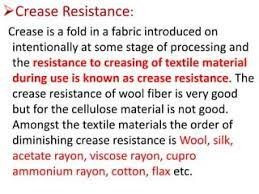 ➢Crease Resistance:
Crease is a fold in a fabric introduced on
intentionally at some stage of processing and
the resistance to creasing of textile material
during use is known as crease resistance. The
crease resistance of wool fiber is very good
but for the cellulose material is not good.
Amongst the textile materials the order of
diminishing crease resistance is Wool, silk,
acetate rayon, viscose rayon, cupro
ammonium rayon, cotton, flax etc.